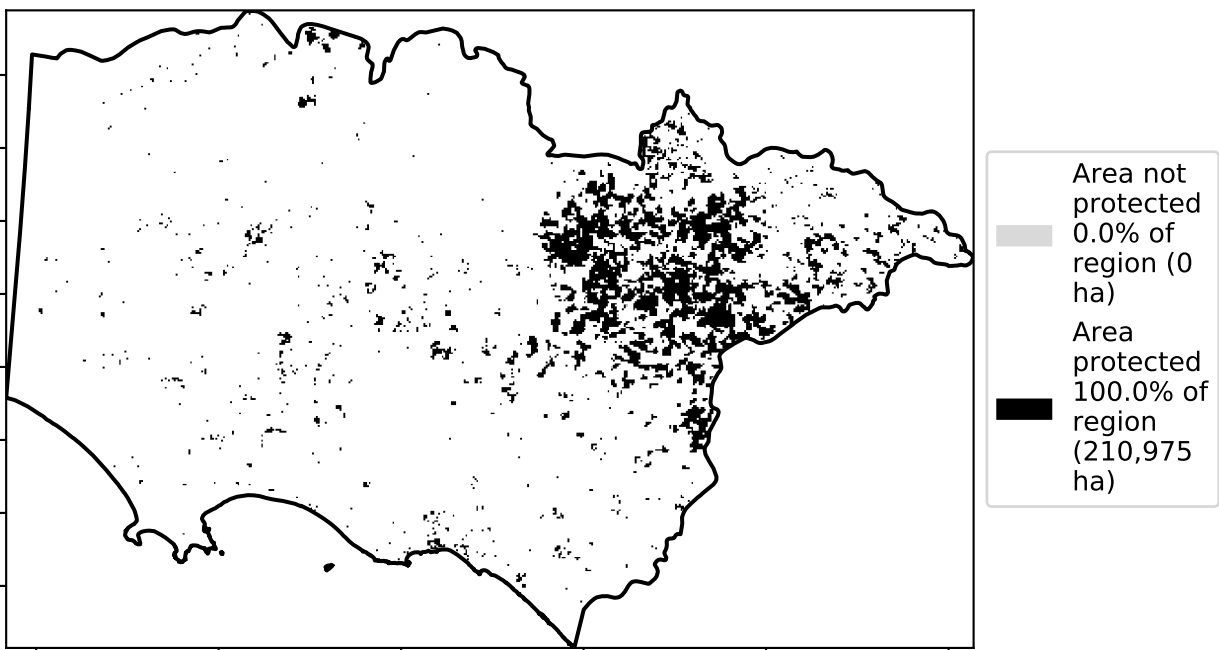 Area not
protected
0.0% of
region (0
ha)
Area
protected
100.0% of
region
(210,975
ha)